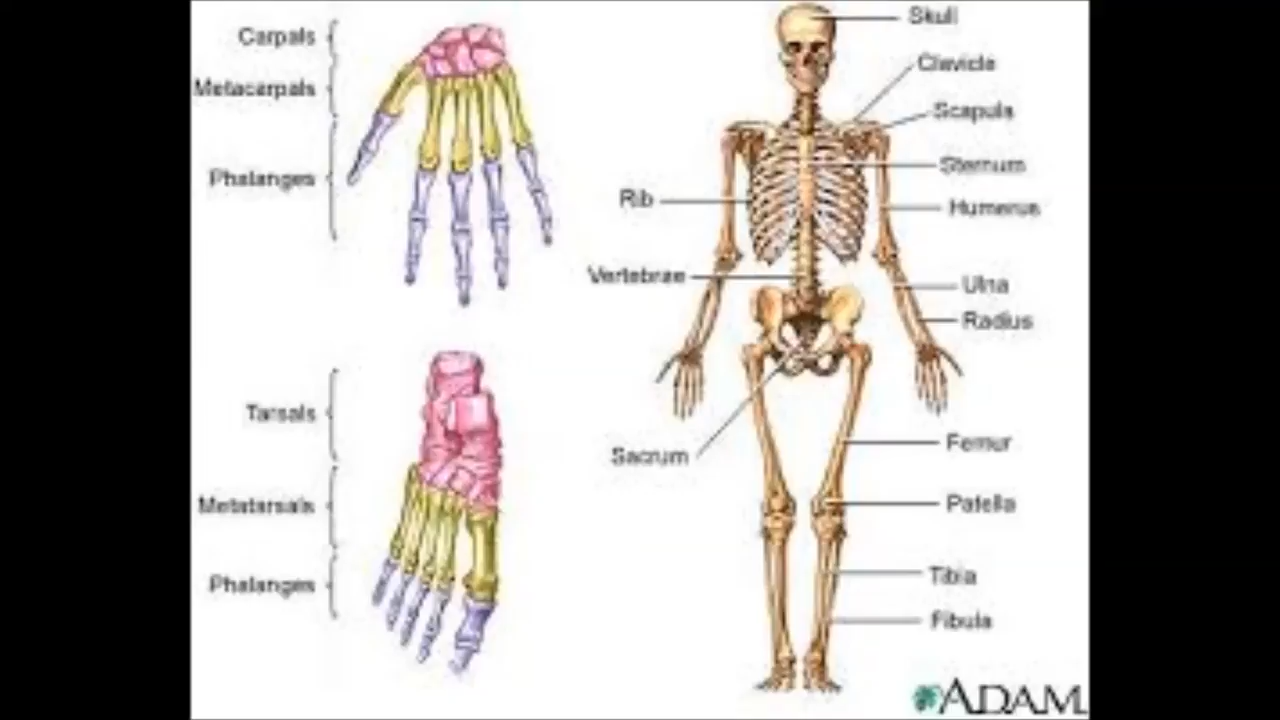 Carpals
Metacarpals
Phalanges
Tarsals
Metatarsals
Phalanges
Skull
Clavicle
Scapula
Sternum
Rib
Humerus
Vertebrae
Ulna
Radius
Sacrum
Femur
Patella
Tibia
Fibula
ADAM.